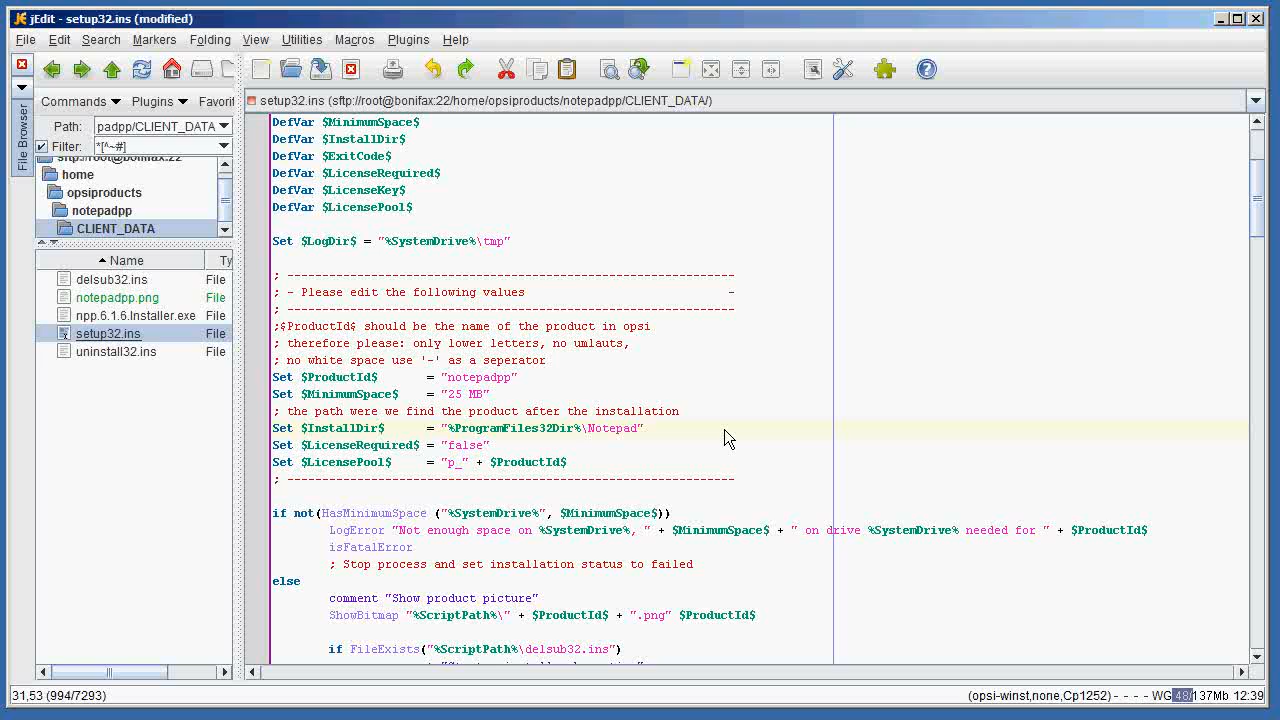 jEdit - setup32.ins (modified)
File Edit Search Markers Folding View Utilities Macros Plugins Help
File Browser
Commands Plugins Favori
Path: padpp/CLIENT_DATA
Filter: *[^~#]
sftp://root@bonifax:22
home
opsiproducts
notepadpp
CLIENT_DATA
Name Ty
delsub32.ins File
notepadpp.png File
npp.6.1.6.Installer.exe File
setup32.ins File
uninstall32.ins File
setup32.ins (sftp://root@bonifax:22/home/opsiproducts/notepadpp/CLIENT_DATA/)
DefVar $MinimumSpace$
DefVar $InstallDir$
DefVar $ExitCode$
DefVar $LicenseRequired$
DefVar $LicenseKey$
DefVar $LicensePool$
Set $LogDir$ = "%SystemDrive%\tmp"
; ----------------------------------------------------------------
; - Please edit the following values                             -
; ----------------------------------------------------------------
;$ProductId$ should be the name of the product in opsi
; therefore please: only lower letters, no umlauts,
; no white space use '-' as a seperator
Set $ProductId$ = "notepadpp"
Set $MinimumSpace$ = "25 MB"
; the path were we find the product after the installation
Set $InstallDir$ = "%ProgramFiles32Dir%\Notepad"
Set $LicenseRequired$ = "false"
Set $LicensePool$ = "p_" + $ProductId$
; ----------------------------------------------------------------
if not(HasMinimumSpace ("%SystemDrive%", $MinimumSpace$))
LogError "Not enough space on %SystemDrive%, " + $MinimumSpace$ + " on drive %SystemDrive% needed for " + $ProductId$
isFatalError
; Stop process and set installation status to failed
else
comment "Show product picture"
ShowBitmap "%ScriptPath%\" + $ProductId$ + ".png" $ProductId$
if FileExists("%ScriptPath%\delsub32.ins")
31,53 (994/7293) (opsi-winst,none,Cp1252) - - - - WG 48/137Mb 12:39